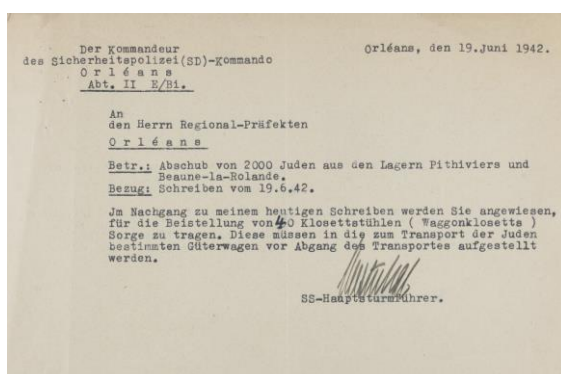 Der Kommandeur
des Sicherheitspolizei(SD)-Kommando
Orléans
Abt. II E/Bi.
Orléans, den 19.Juni 1942.
An
den Herrn Regional-Präfekten
Orléans
Betr.: Abschub von 2000 Juden aus den Lagern Pithiviers und
Beaune-la-Rolande.
Bezug: Schreiben vom 19.6.42.
Jm Nachgang zu meinem heutigen Schreiben werden Sie angewiesen,
für die Beistellung von 40 Klosettstühlen ( Waggonklosetts )
Sorge zu tragen. Diese müssen in die zum Transport der Juden
bestimmten Güterwagen vor Abgang des Transportes aufgestellt
werden.
SS-Hauptsturmführer.